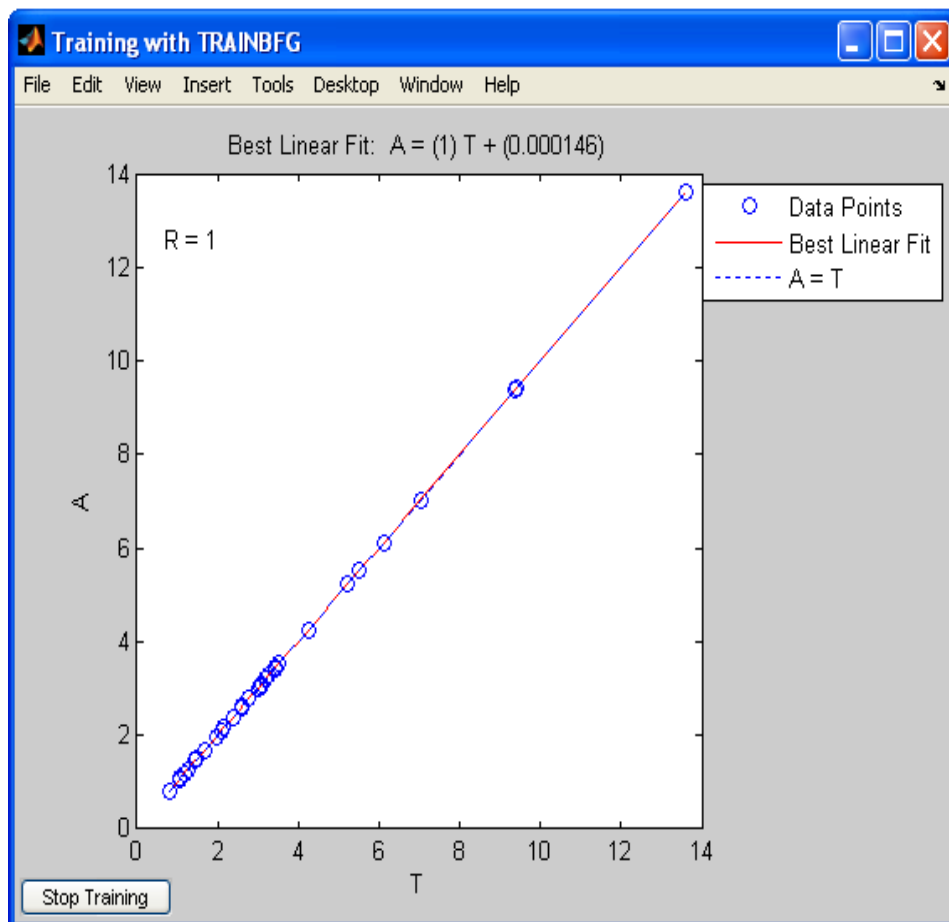 Training with TRAINBFG
File Edit View Insert Tools Desktop Window Help
Best Linear Fit: A = (1) T + (0.000146)
R = 1
Data Points
Best Linear Fit
A = T
14
12
10
8
6
4
2
0
A
0 2 4 6 8 10 12 14
T
Stop Training